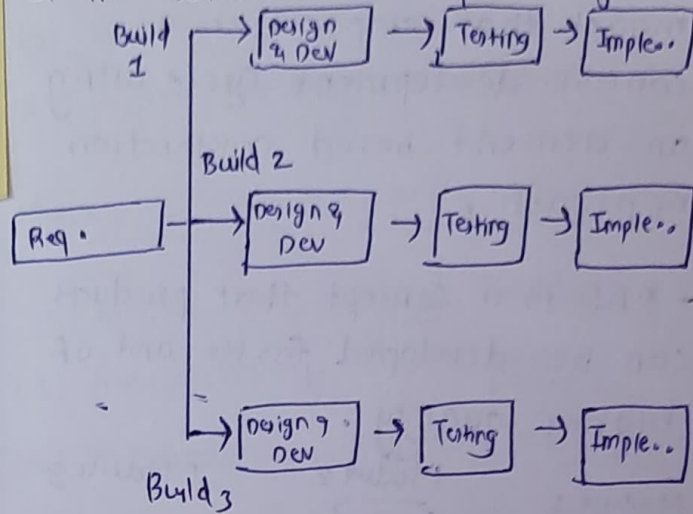 Build
1
Design
& Dev
Testing
Imple..
Build 2
Req.
Design &
Dev
Testing
Imple..
Design &
Dev
Testing
Imple..
Build 3